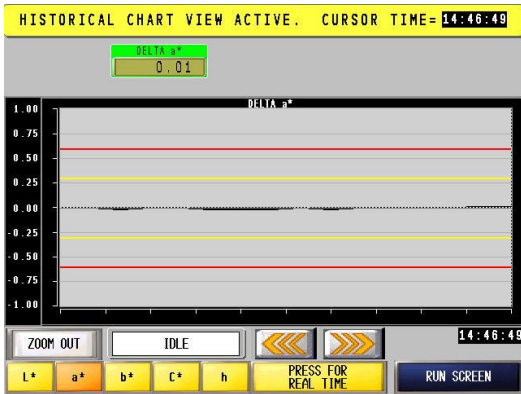 HISTORICAL CHART VIEW ACTIVE. CURSOR TIME= 14:46:49
DELTA a*
0.01
DELTA a*
1.00
0.75
0.50
0.25
0.00
-0.25
-0.50
-0.75
-1.00
ZOOM OUT
IDLE
14:46:49
L*
a*
b*
C*
h
PRESS FOR
REAL TIME
RUN SCREEN